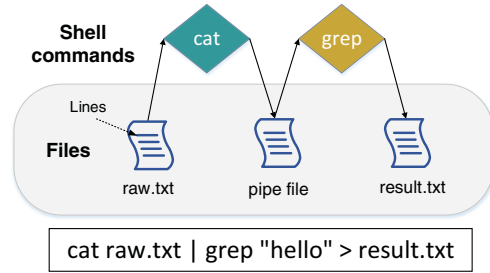 Shell
commands
cat
grep
Lines
Files
raw.txt
pipe file
result.txt
cat raw.txt | grep "hello" > result.txt